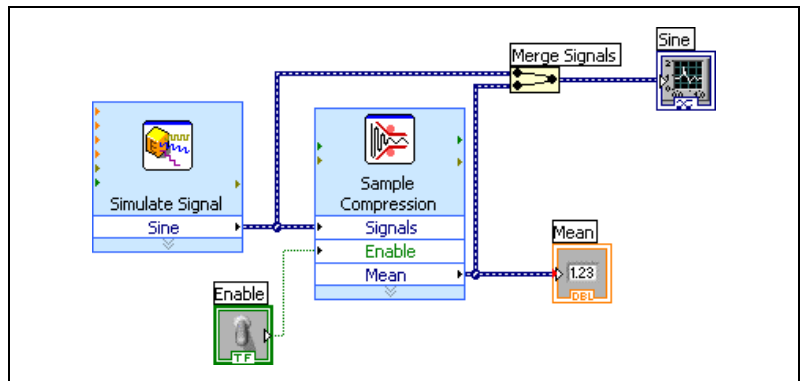 Sine
Merge Signals
Simulate Signal
Sine
Sample
Compression
Signals
Enable
Mean
Mean
1.23
DBL
Enable
TF